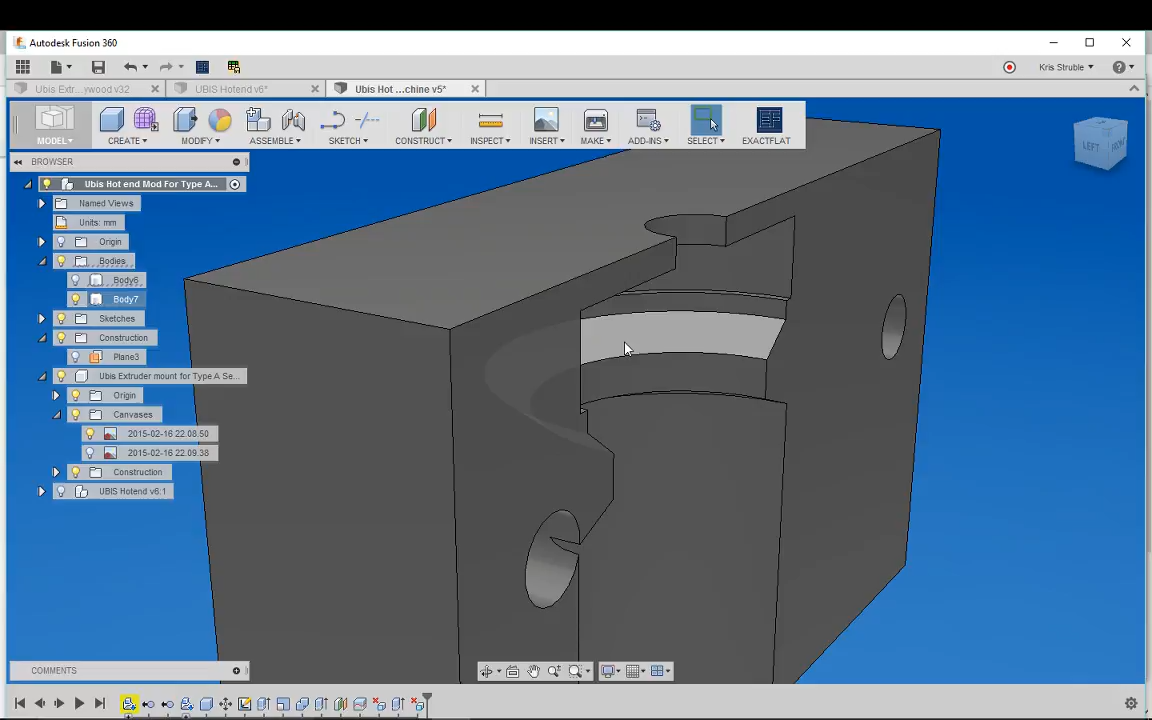 Autodesk Fusion 360
Kris Struble
Ubis Extr...ywood v32
UBIS Hotend v6*
Ubis Hot ...chine v5*
MODEL
CREATE
MODIFY
ASSEMBLE
SKETCH
CONSTRUCT
INSPECT
INSERT
MAKE
ADD-INS
SELECT
EXACTFLAT
BROWSER
LEFT
FRONT
Ubis Hot end Mod For Type A...
Named Views
Units: mm
Origin
Bodies
Body6
Body7
Sketches
Construction
Plane3
Ubis Extruder mount for Type A Se...
Origin
Canvases
2015-02-16 22.08.50
2015-02-16 22.09.38
Construction
UBIS Hotend v6:1
COMMENTS